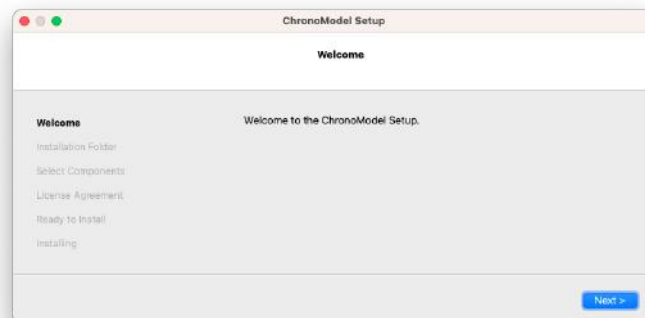 ChronoModel Setup
Welcome
Welcome
Welcome to the ChronoModel Setup.
Installation Folder
Select Components
License Agreement
Ready to Install
Installing
Next >